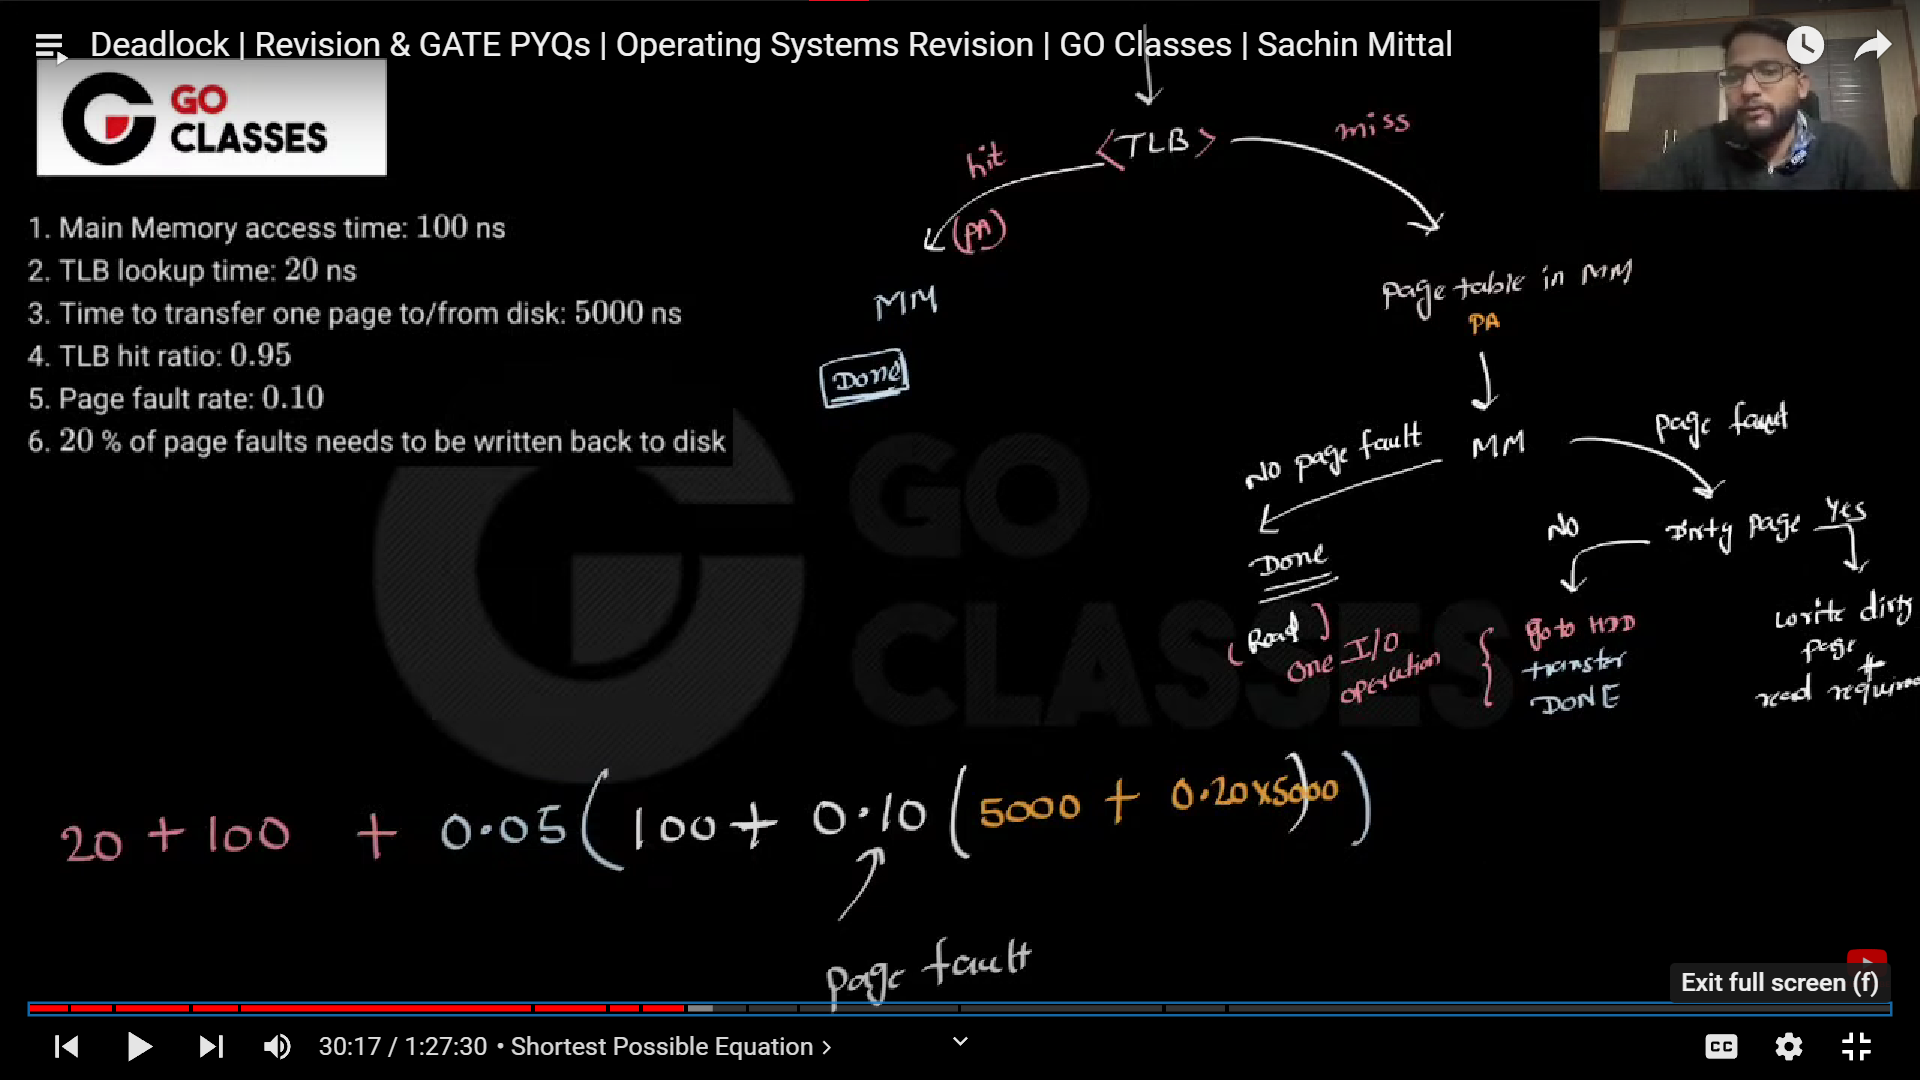 Deadlock | Revision & GATE PYQs | Operating Systems Revision | GO Classes | Sachin Mittal
GO
CLASSES
1. Main Memory access time: 100 ns
2. TLB lookup time: 20 ns
3. Time to transfer one page to/from disk: 5000 ns
4. TLB hit ratio: 0.95
5. Page fault rate: 0.10
6. 20 % of page faults needs to be written back to disk
<TLB>
hit
miss
(PA)
MM
Done
page table in MM
PA
MM
No page fault
page fault
Done
Dirty page
No
Yes
(Read)
one I/O
operation
go to HDD
transfer
DONE
write dirty
page
+
read required
GO
CLASSES
20 + 100 + 0.05 ( 100 + 0.10 ( 5000 + 0.20x5000 ) )
page fault
Exit full screen (f)
30:17 / 1:27:30 • Shortest Possible Equation >
CC